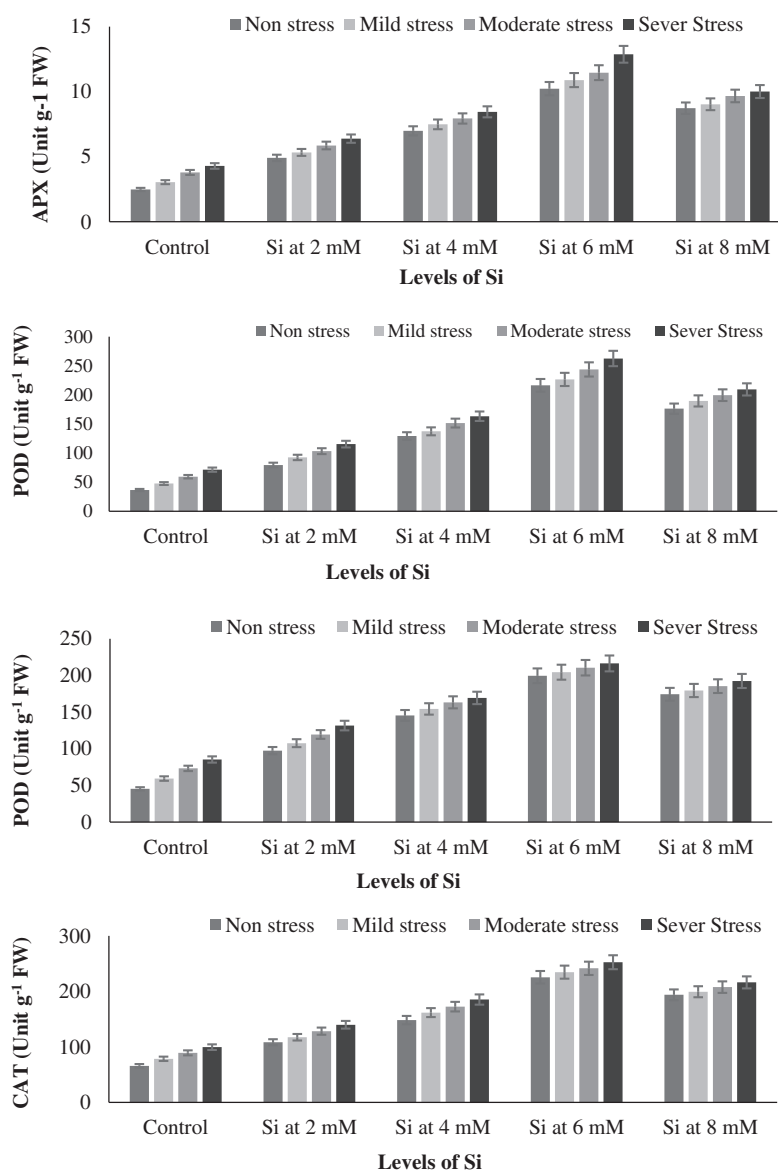 Non stress Mild stress Moderate stress Sever Stress
15
10
5
0
APX (Unit g-1 FW)
Control Si at 2 mM Si at 4 mM Si at 6 mM Si at 8 mM
Levels of Si
Non stress Mild stress Moderate stress Sever Stress
300
250
200
150
100
50
0
POD (Unit g⁻¹ FW)
Control Si at 2 mM Si at 4 mM Si at 6 mM Si at 8 mM
Levels of Si
Non stress Mild stress Moderate stress Sever Stress
250
200
150
100
50
0
POD (Unit g⁻¹ FW)
Control Si at 2 mM Si at 4 mM Si at 6 mM Si at 8 mM
Levels of Si
Non stress Mild stress Moderate stress Sever Stress
300
200
100
0
CAT (Unit g⁻¹ FW)
Control Si at 2 mM Si at 4 mM Si at 6 mM Si at 8 mM
Levels of Si